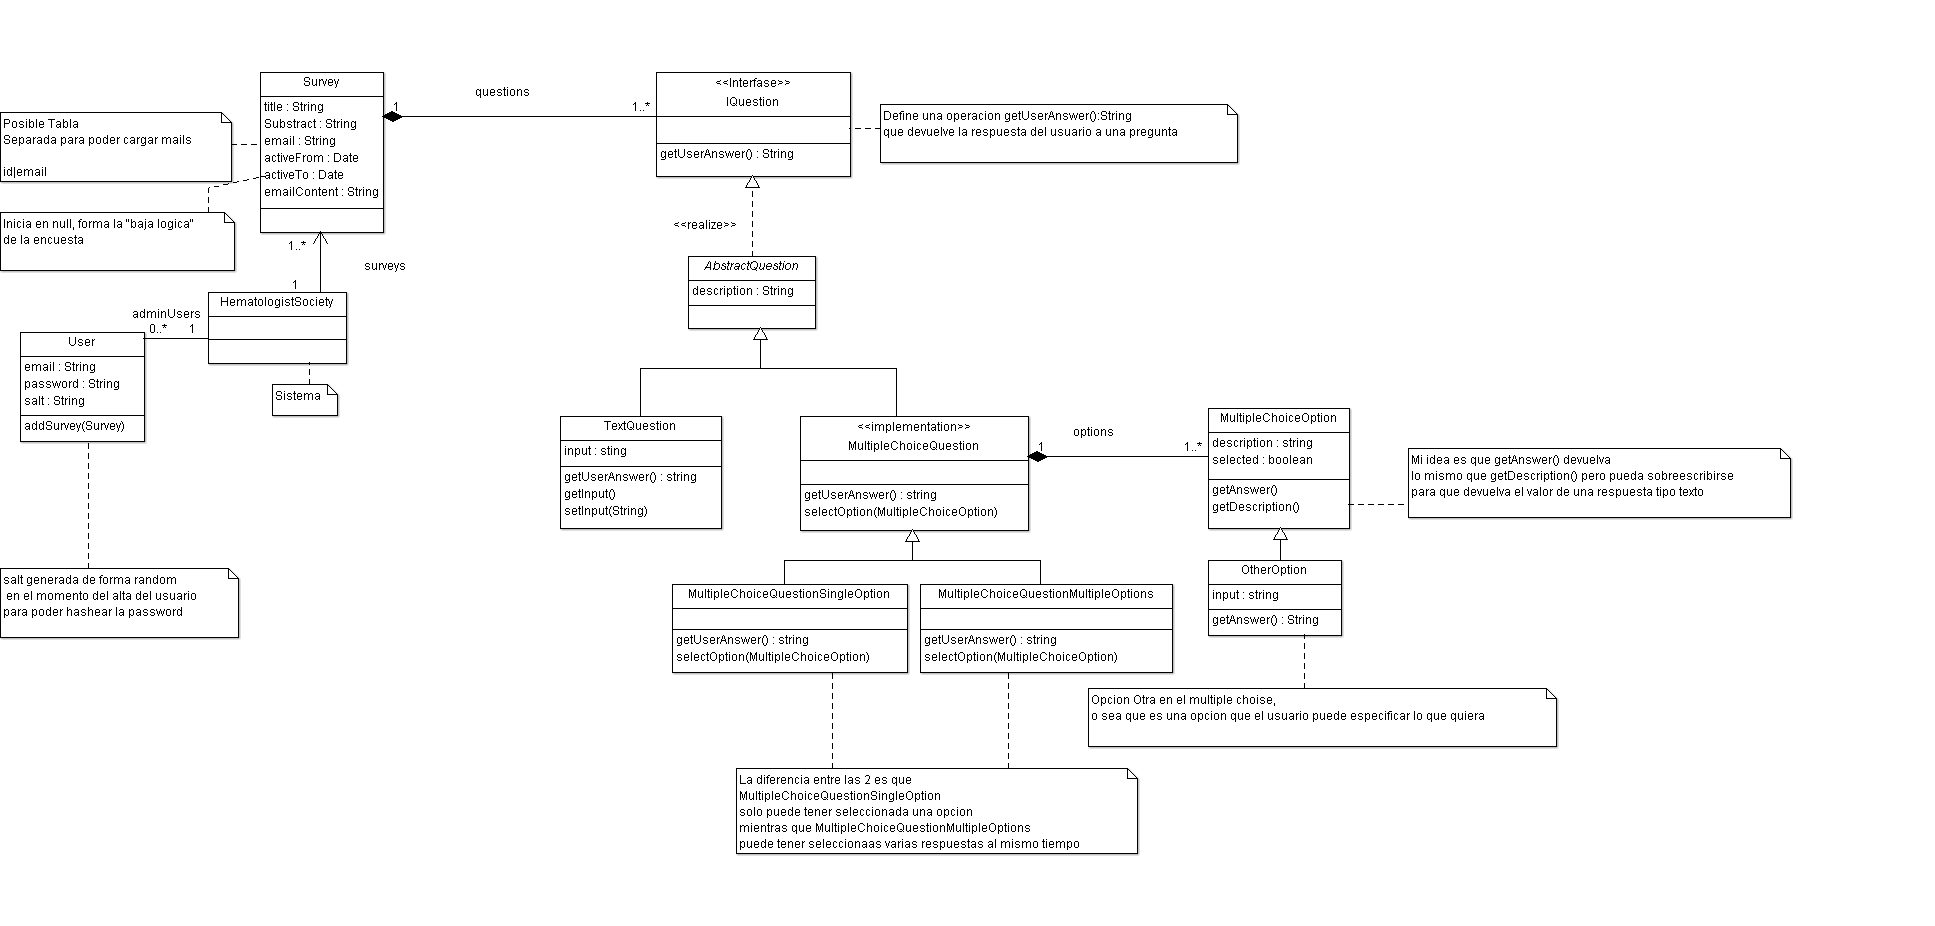 Survey
title : String
Substract : String
email : String
activeFrom : Date
activeTo : Date
emailContent : String
Posible Tabla
Separada para poder cargar mails
id|email
Inicia en null, forma la "baja logica"
de la encuesta
1
questions
1..*
<<Interfase>>
IQuestion
getUserAnswer() : String
Define una operacion getUserAnswer():String
que devuelve la respuesta del usuario a una pregunta
<<realize>>
AbstractQuestion
description : String
1..*
surveys
1
HematologistSociety
adminUsers
0..*
1
User
email : String
password : String
salt : String
addSurvey(Survey)
Sistema
salt generada de forma random
en el momento del alta del usuario
para poder hashear la password
TextQuestion
input : sting
getUserAnswer() : string
getInput()
setInput(String)
<<implementation>>
MultipleChoiceQuestion
getUserAnswer() : string
selectOption(MultipleChoiceOption)
1
options
1..*
MultipleChoiceOption
description : string
selected : boolean
getAnswer()
getDescription()
Mi idea es que getAnswer() devuelva
lo mismo que getDescription() pero pueda sobreescribirse
para que devuelva el valor de una respuesta tipo texto
MultipleChoiceQuestionSingleOption
getUserAnswer() : string
selectOption(MultipleChoiceOption)
MultipleChoiceQuestionMultipleOptions
getUserAnswer() : string
selectOption(MultipleChoiceOption)
OtherOption
input : string
getAnswer() : String
Opcion Otra en el multiple choise,
o sea que es una opcion que el usuario puede especificar lo que quiera
La diferencia entre las 2 es que
MultipleChoiceQuestionSingleOption
solo puede tener seleccionada una opcion
mientras que MultipleChoiceQuestionMultipleOptions
puede tener seleccionaas varias respuestas al mismo tiempo